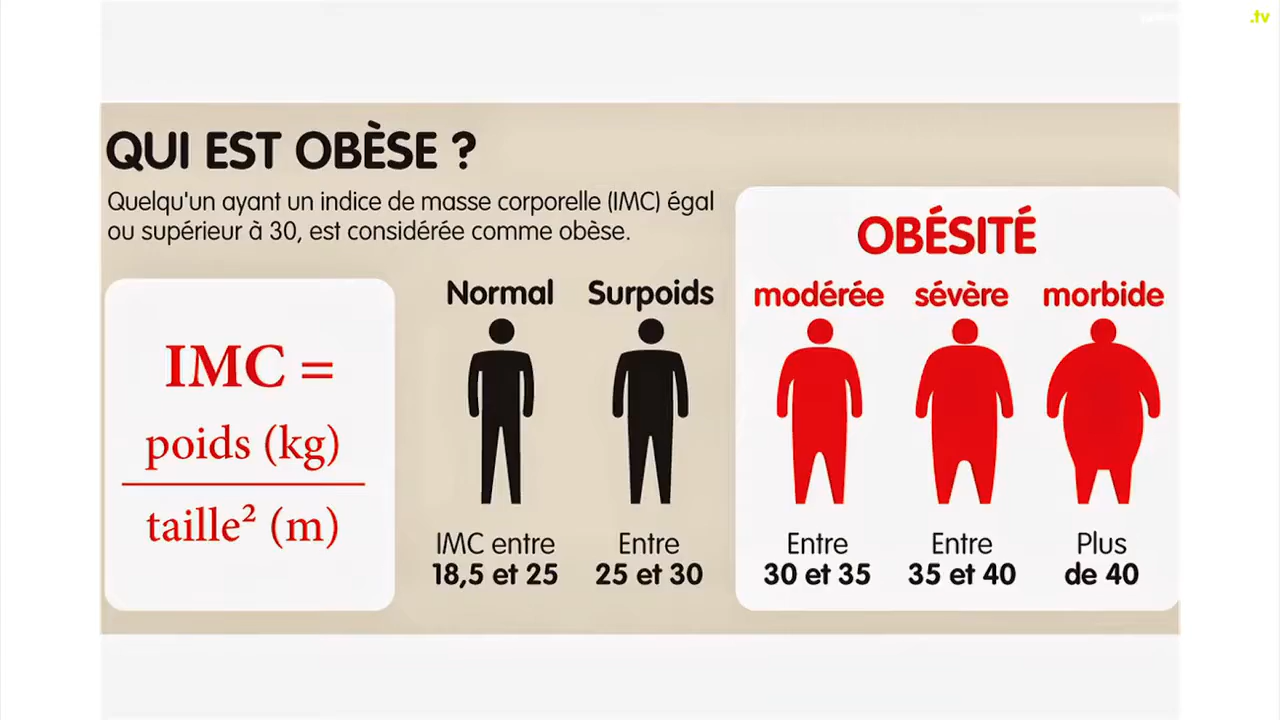 .tv
QUI EST OBÈSE ?
Quelqu'un ayant un indice de masse corporelle (IMC) égal
ou supérieur à 30, est considérée comme obèse.
IMC =
poids (kg)
taille² (m)
Normal
IMC entre
18,5 et 25
Surpoids
Entre
25 et 30
OBÉSITÉ
modérée
Entre
30 et 35
sévère
Entre
35 et 40
morbide
Plus
de 40